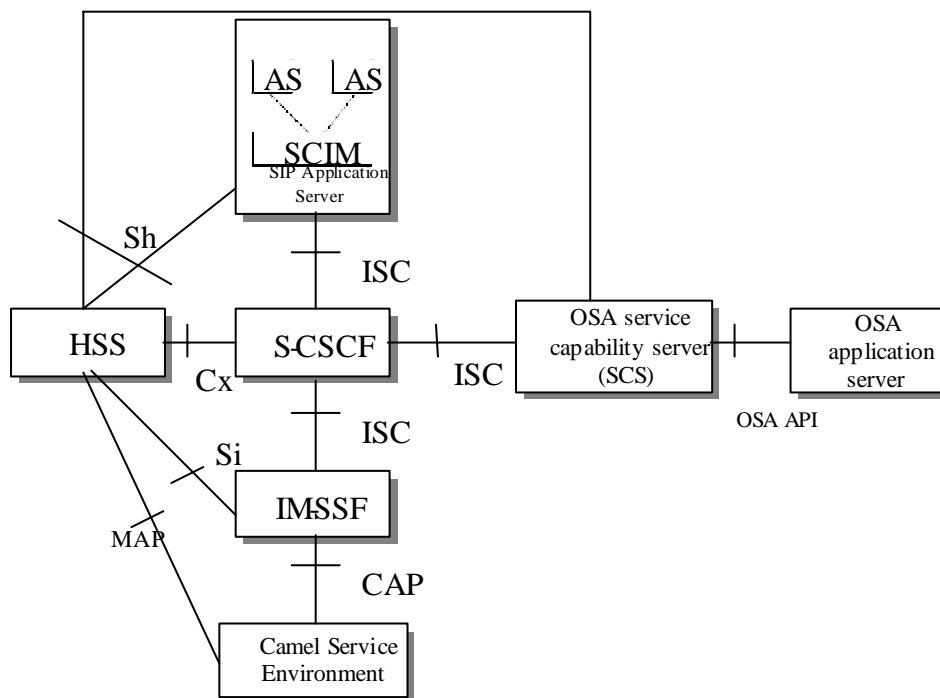 AS AS
SCIM
SIP Application
Server
Sh
ISC
HSS
S-CSCF
OSA service
capability server
(SCS)
OSA
application
server
Cx
ISC
ISC
OSA API
Si
IM-SSF
MAP
CAP
Camel Service
Environment